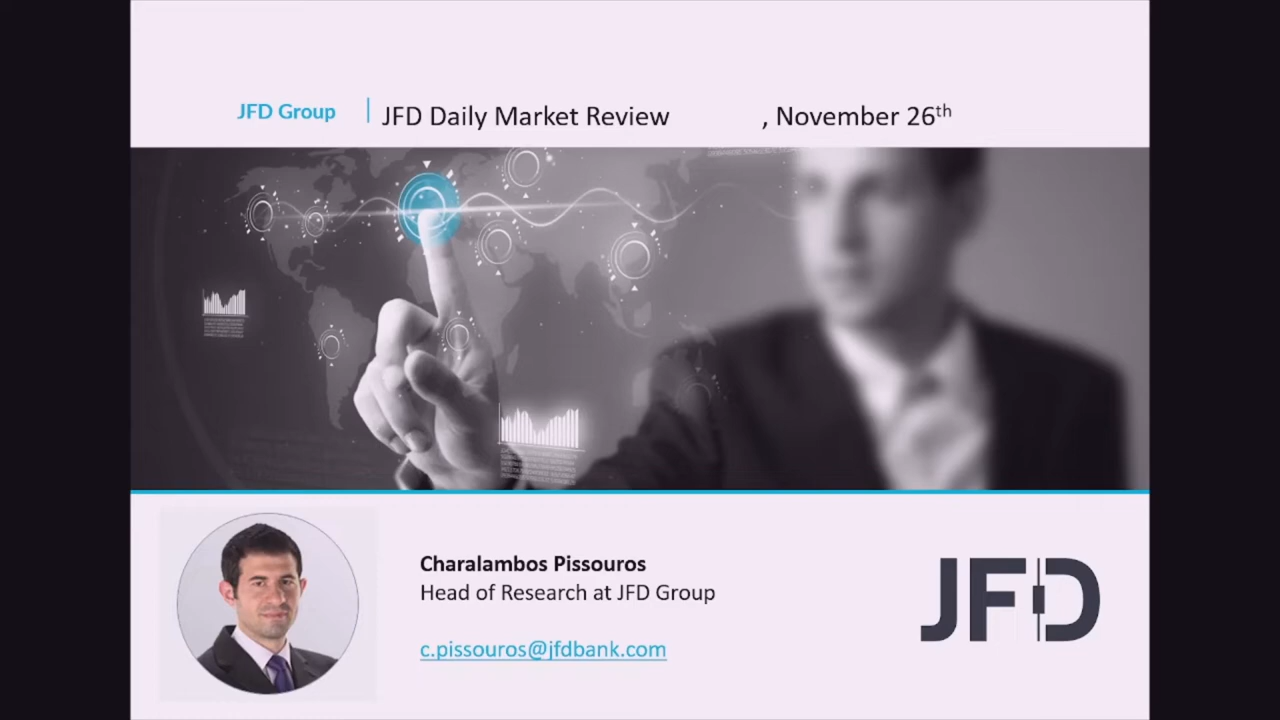 JFD Group
JFD Daily Market Review , November 26th
Charalambos Pissouros
Head of Research at JFD Group
c.pissouros@jfdbank.com
JFD